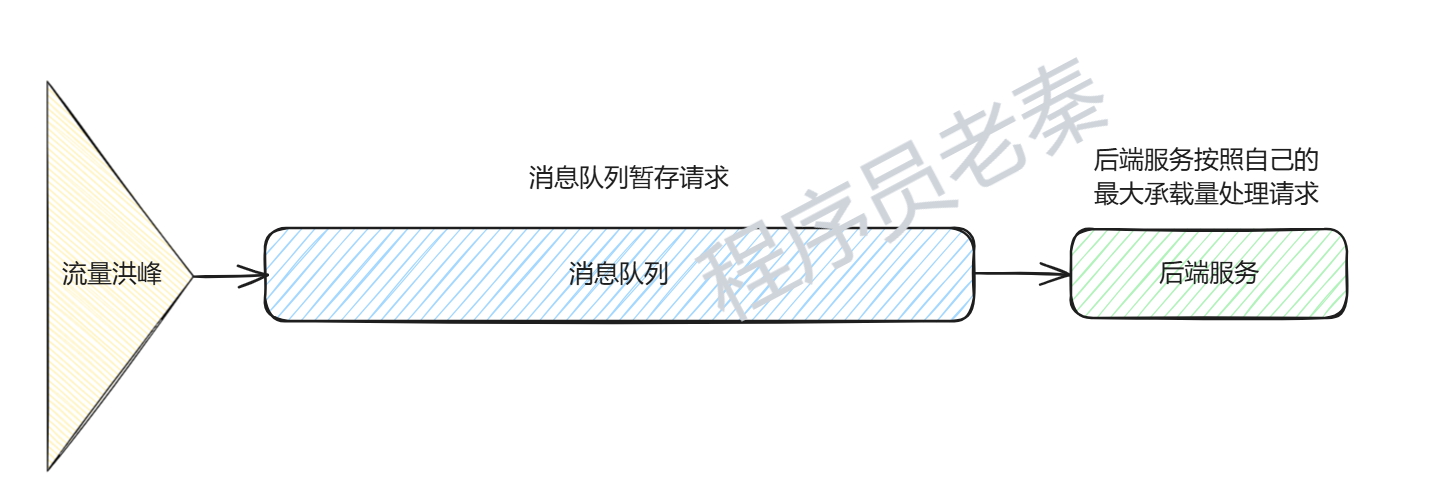 消息队列暂存请求
后端服务按照自己的
最大承载量处理请求
流量洪峰
消息队列
后端服务
程序员老秦